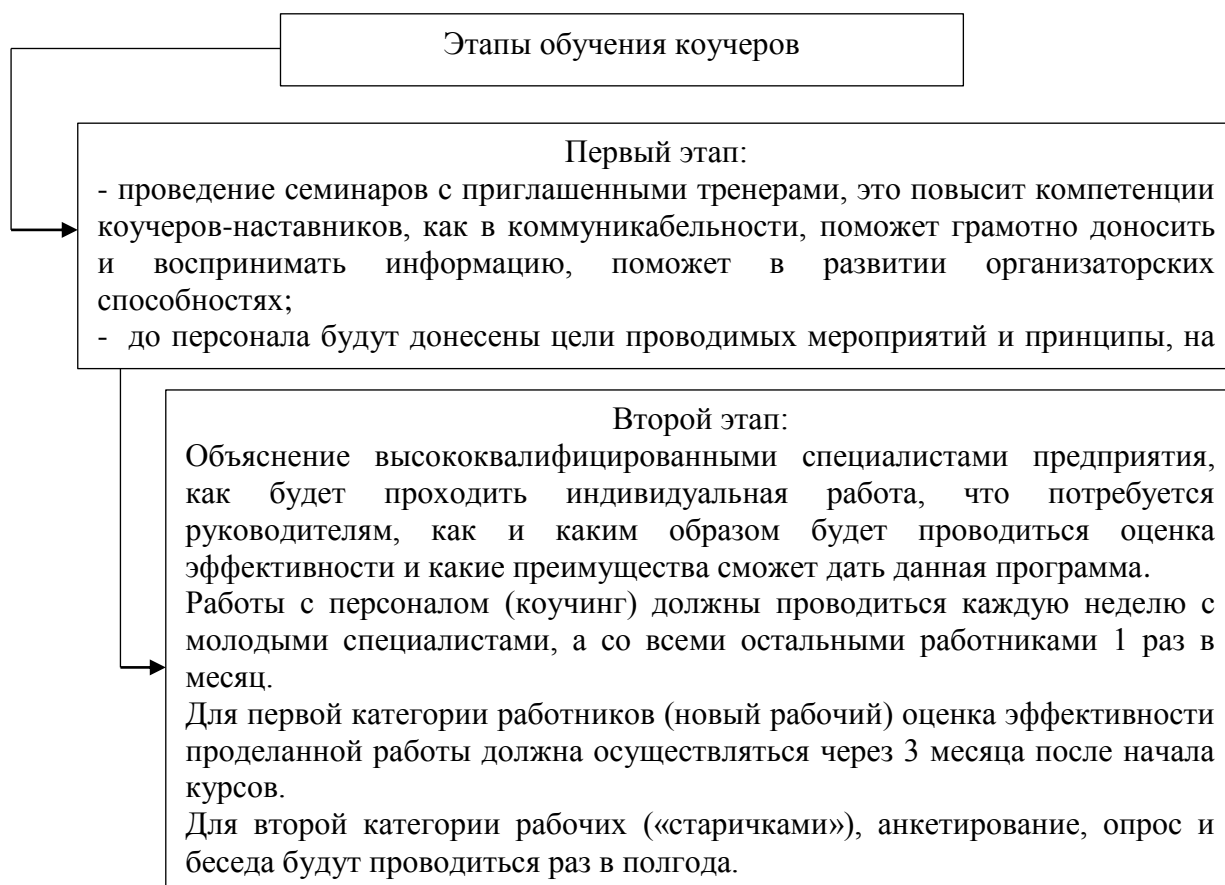 Этапы обучения коучеров
Первый этап:
- проведение семинаров с приглашенными тренерами, это повысит компетенции
коучеров-наставников, как в коммуникабельности, поможет грамотно доносить
и воспринимать информацию, поможет в развитии организаторских
способностях;
- до персонала будут донесены цели проводимых мероприятий и принципы, на
Второй этап:
Объяснение высококвалифицированными специалистами предприятия,
как будет проходить индивидуальная работа, что потребуется
руководителям, как и каким образом будет проводиться оценка
эффективности и какие преимущества сможет дать данная программа.
Работы с персоналом (коучинг) должны проводиться каждую неделю с
молодыми специалистами, а со всеми остальными работниками 1 раз в
месяц.
Для первой категории работников (новый рабочий) оценка эффективности
проделанной работы должна осуществляться через 3 месяца после начала
курсов.
Для второй категории рабочих («старичками»), анкетирование, опрос и
беседа будут проводиться раз в полгода.